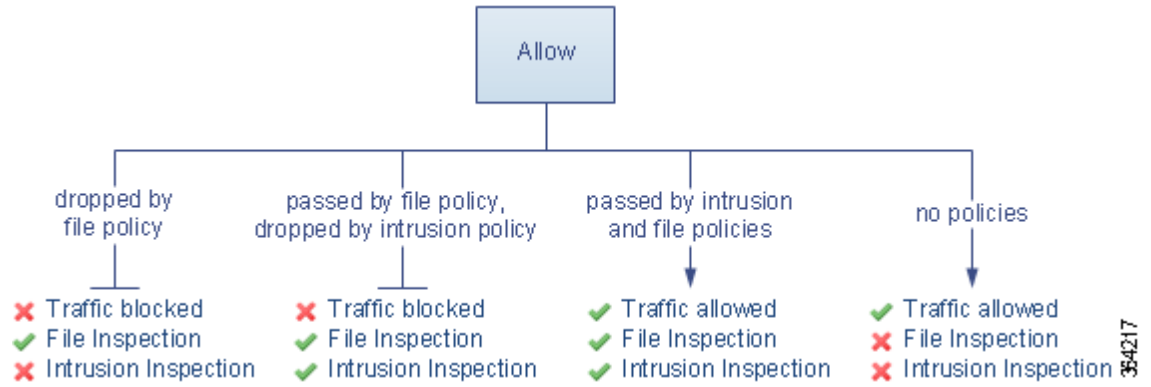 Allow
dropped by
file policy
passed by file policy,
dropped by intrusion policy
passed by intrusion
and file policies
no policies
Traffic blocked
File Inspection
Intrusion Inspection
Traffic blocked
File Inspection
Intrusion Inspection
Traffic allowed
File Inspection
Intrusion Inspection
Traffic allowed
File Inspection
Intrusion Inspection
364217